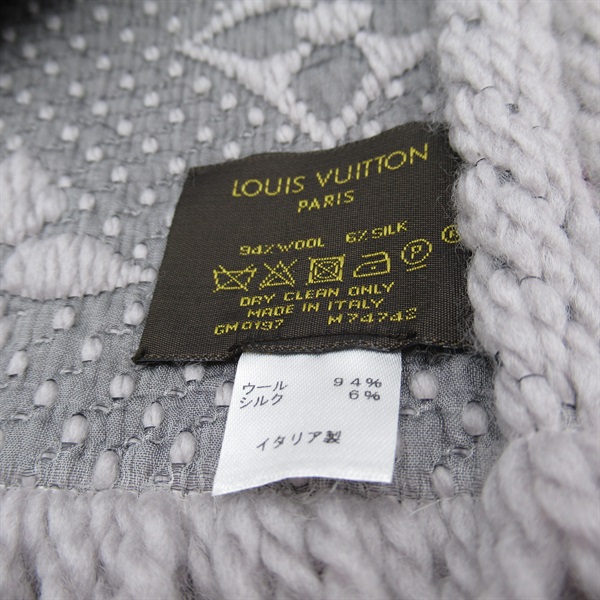 LOUIS VUITTON
PARIS
94% WOOL 6% SILK
DRY CLEAN ONLY
MADE IN ITALY
GM0197 M74742
ウール 94%
シルク 6%
イタリア製